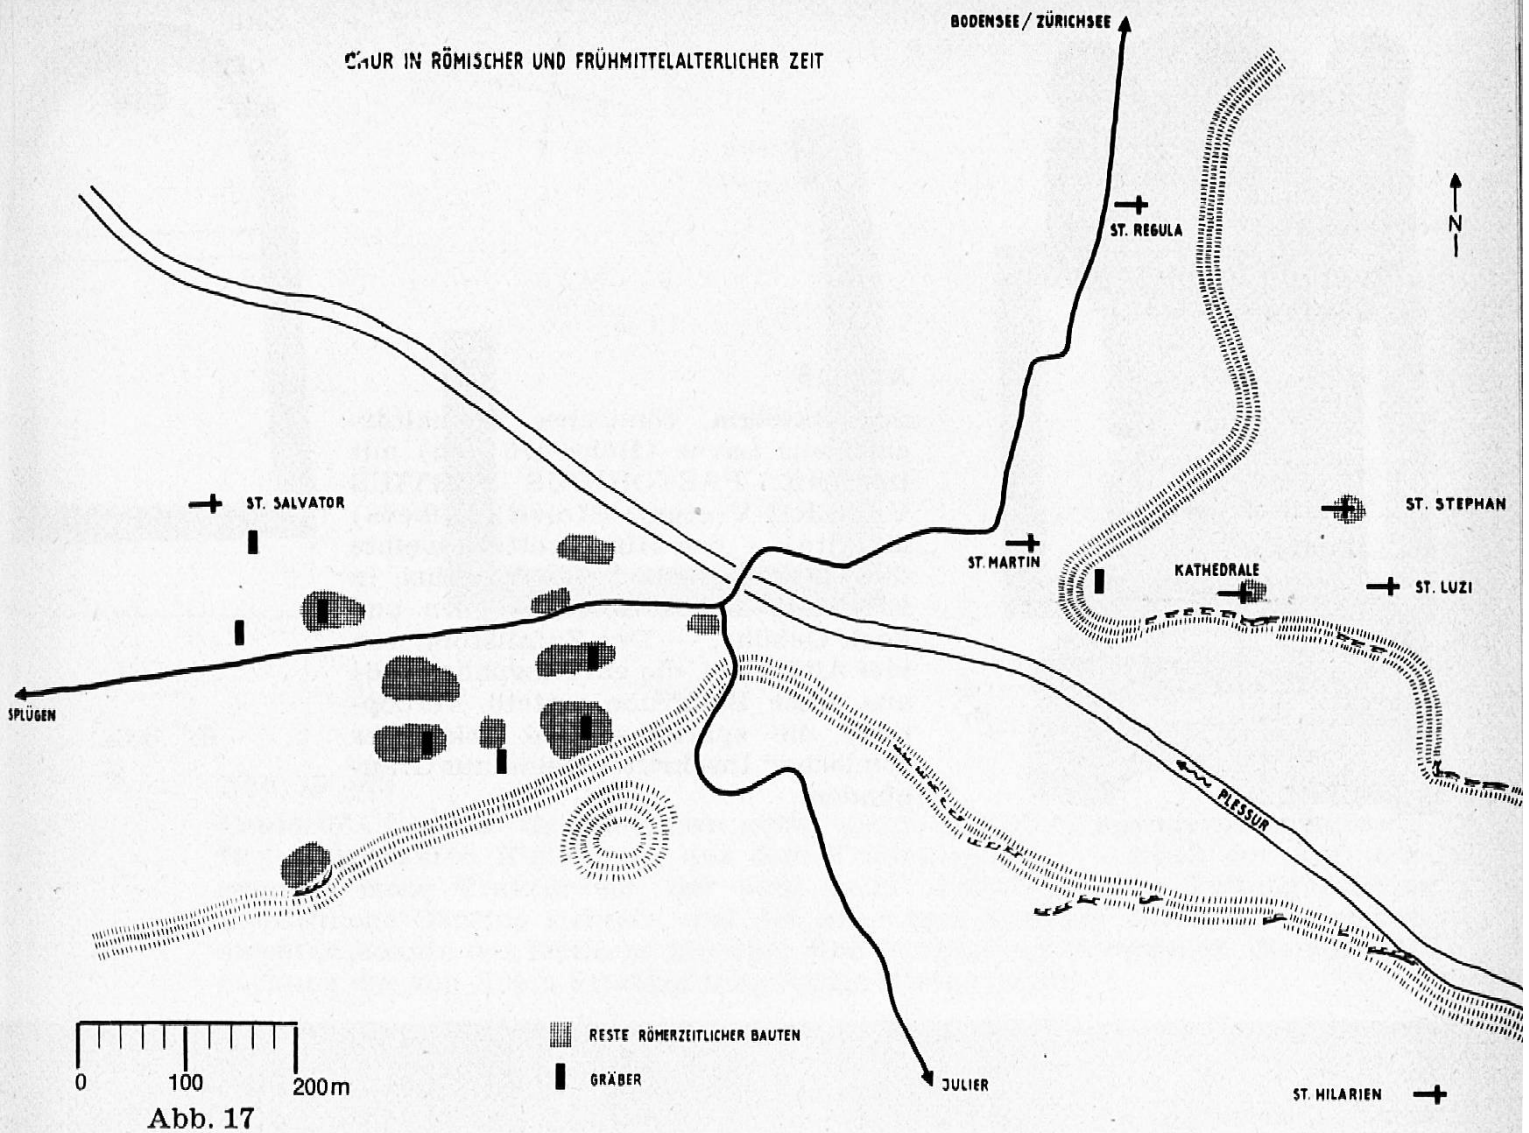 BODENSEE/ZÜRICHSEE
CHUR IN RÖMISCHER UND FRÜHMITTELALTERLICHER ZEIT
N
ST. REGULA
ST. SALVATOR
ST. STEPHAN
ST. MARTIN
KATHEDRALE
ST. LUZI
SPLÜGEN
PLESSUR
RESTE RÖMERZEITLICHER BAUTEN
GRÄBER
0 100 200m
JULIER
ST. HILARIEN
Abb. 17